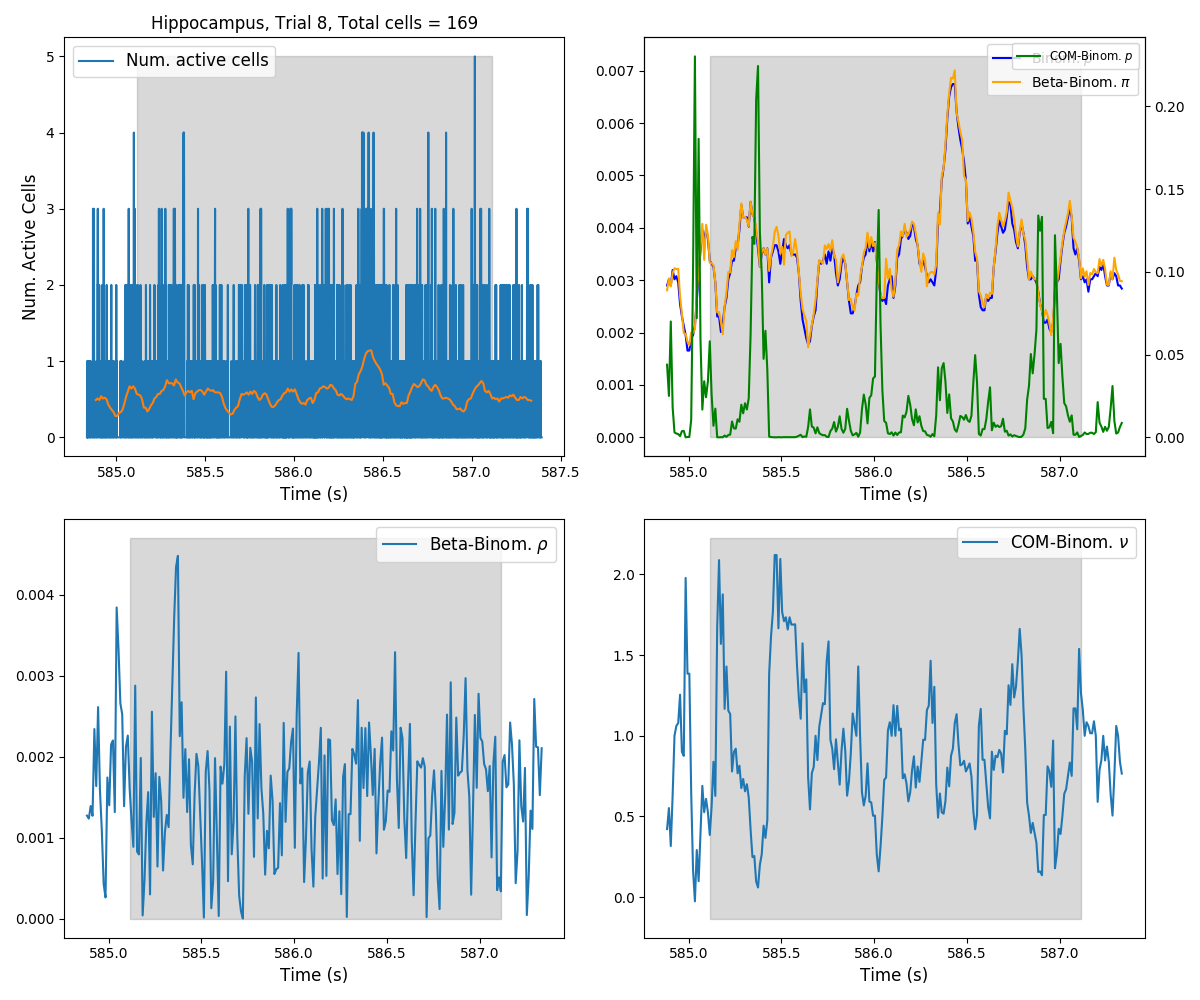 Hippocampus, Trial 8, Total cells = 169
Num. active cells
Num. Active Cells
5
4
3
2
1
0
585.0 585.5 586.0 586.5 587.0 587.5
Time (s)
COM-Binom. p
Beta-Binom. π
0.007
0.006
0.005
0.004
0.003
0.002
0.001
0.000
0.20
0.15
0.10
0.05
0.00
585.0 585.5 586.0 586.5 587.0
Time (s)
Beta-Binom. ρ
0.004
0.003
0.002
0.001
0.000
585.0 585.5 586.0 586.5 587.0
Time (s)
COM-Binom. ν
2.0
1.5
1.0
0.5
0.0
585.0 585.5 586.0 586.5 587.0
Time (s)